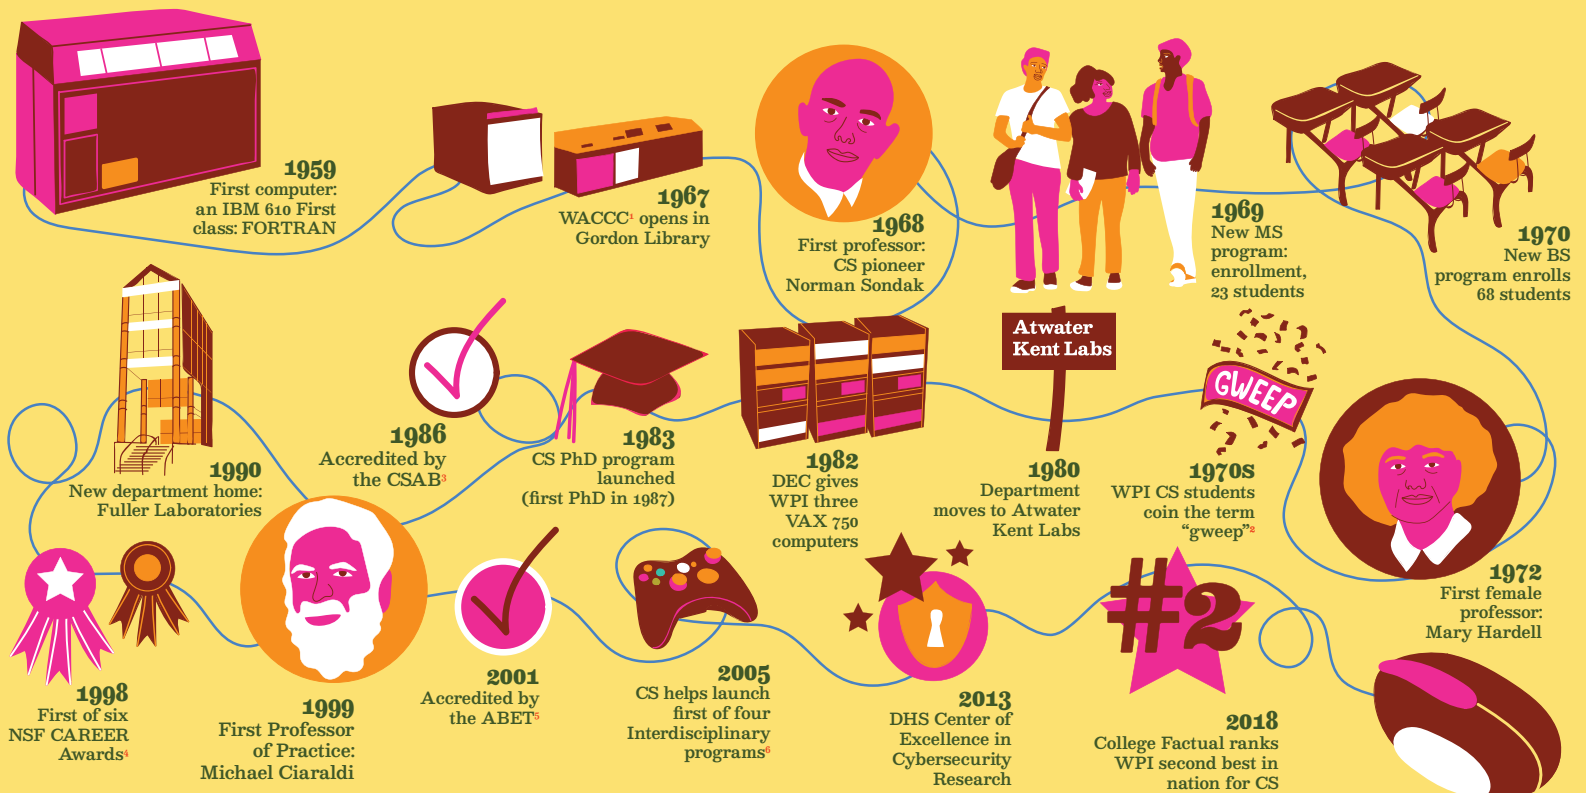 1959
First computer:
an IBM 610 First
class: FORTRAN
1967
WACCC¹ opens in
Gordon Library
1968
First professor:
CS pioneer
Norman Sondak
1969
New MS
program:
enrollment,
23 students
1970
New BS
program enrolls
68 students
1972
First female
professor:
Mary Hardell
GWEEP
1970s
WPI CS students
coin the term
“gweep”²
Atwater
Kent Labs
1980
Department
moves to Atwater
Kent Labs
1982
DEC gives
WPI three
VAX 750
computers
1983
CS PhD program
launched
(first PhD in 1987)
1986
Accredited by
the CSAB³
1990
New department home:
Fuller Laboratories
1998
First of six
NSF CAREER
Awards⁴
1999
First Professor
of Practice:
Michael Ciaraldi
2001
Accredited by
the ABET⁵
2005
CS helps launch
first of four
Interdisciplinary
programs⁶
2013
DHS Center of
Excellence in
Cybersecurity
Research
#2
2018
College Factual ranks
WPI second best in
nation for CS